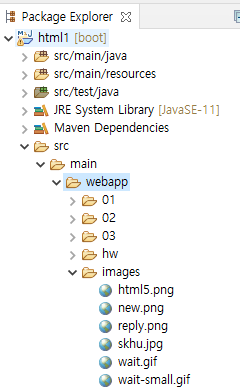 Package Explorer
html1 [boot]
src/main/java
src/main/resources
src/test/java
JRE System Library [JavaSE-11]
Maven Dependencies
src
main
webapp
01
02
03
hw
images
html5.png
new.png
reply.png
skhu.jpg
wait.gif
wait-small.gif